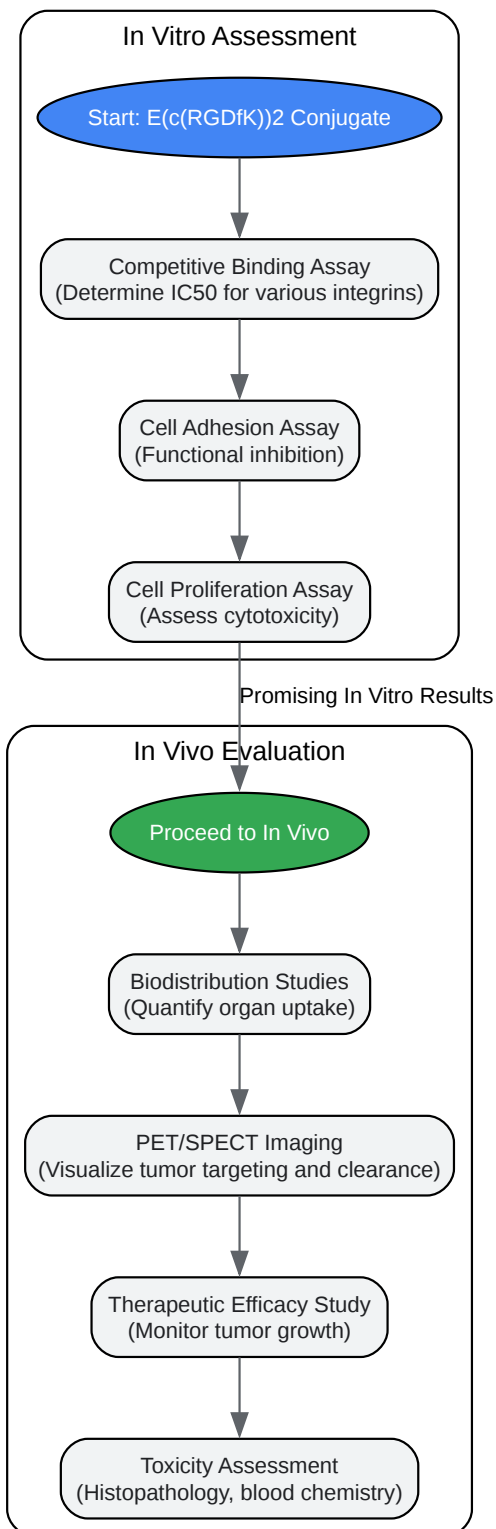 In Vitro Assessment
Start: E(c(RGDfK))2 Conjugate
Competitive Binding Assay
(Determine IC50 for various integrins)
Cell Adhesion Assay
(Functional inhibition)
Cell Proliferation Assay
(Assess cytotoxicity)
Promising In Vitro Results
In Vivo Evaluation
Proceed to In Vivo
Biodistribution Studies
(Quantify organ uptake)
PET/SPECT Imaging
(Visualize tumor targeting and clearance)
Therapeutic Efficacy Study
(Monitor tumor growth)
Toxicity Assessment
(Histopathology, blood chemistry)